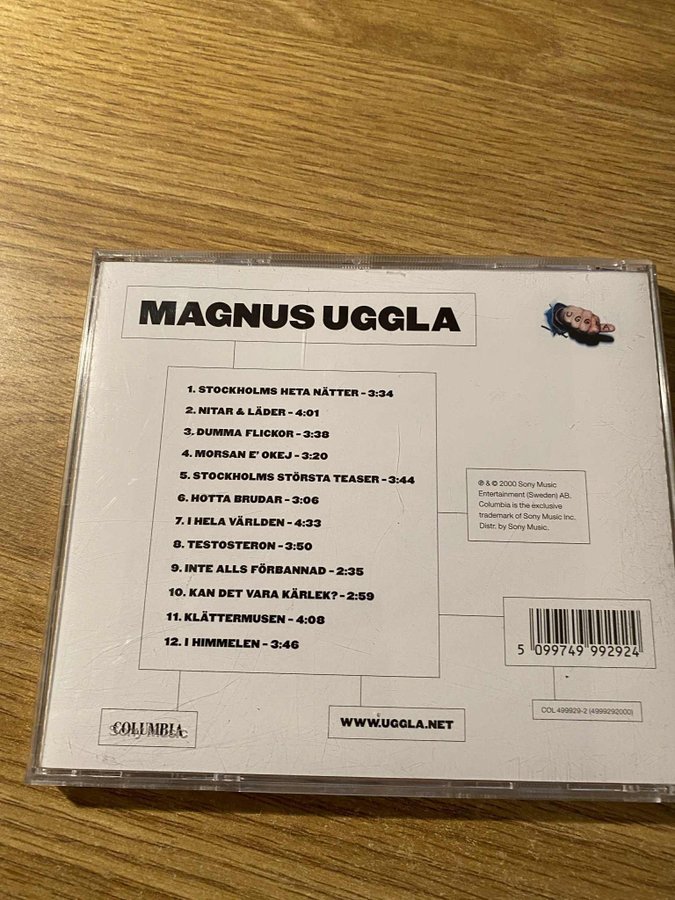 MAGNUS UGGLA
1. STOCKHOLMS HETA NÄTTER – 3:34
2. NITAR & LÄDER – 4:01
3. DUMMA FLICKOR – 3:38
4. MORSAN E' OKEJ – 3:20
5. STOCKHOLMS STÖRSTA TEASER – 3:44
6. HOTTA BRUDAR – 3:06
7. I HELA VÄRLDEN – 4:33
8. TESTOSTERON – 3:50
9. INTE ALLS FÖRBANNAD – 2:35
10. KAN DET VARA KÄRLEK? – 2:59
11. KLÄTTERMUSEN – 4:08
12. I HIMMELEN – 3:46
℗ & © 2000 Sony Music
Entertainment (Sweden) AB.
Columbia is the exclusive
trademark of Sony Music Inc.
Distr. by Sony Music.
5 099749 992924
COL 499929-2 (4999292000)
COLUMBIA
Sony Music
WWW.UGGLA.NET